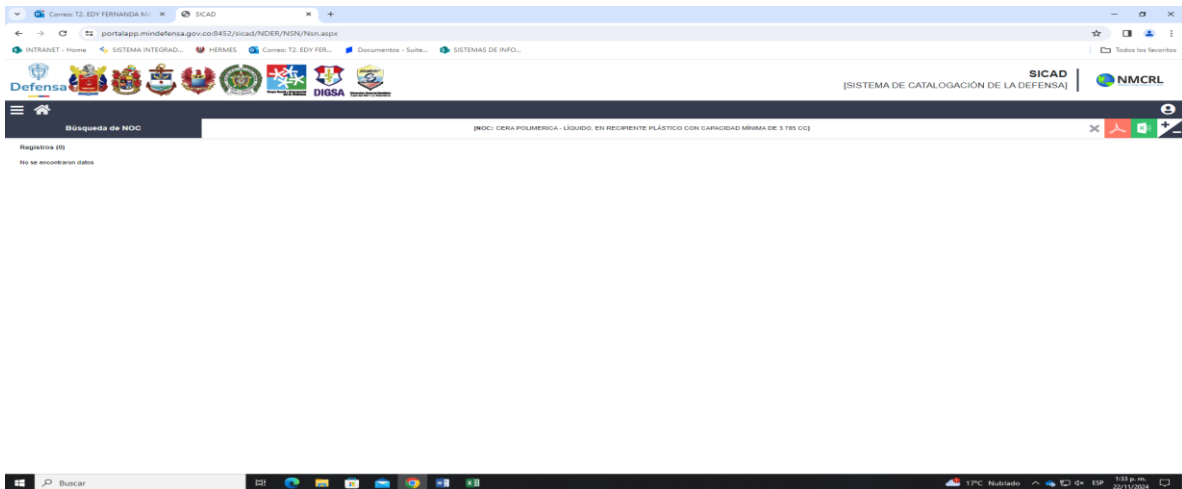 Correo: T2. EDY FERNANDA MA
SICAD
portalapp.mindefensa.gov.co:8452/sicad/NDER/NSN/Nsn.aspx
INTRANET - Home
SISTEMA INTEGRAD...
HERMES
Correo: T2. EDY FER...
Documentos - Suite...
SISTEMAS DE INFO...
Todos los favoritos
Defensa
DIGSA
SICAD
[SISTEMA DE CATALOGACIÓN DE LA DEFENSA]
NMCRL
Búsqueda de NOC
[NOC: CERA POLIMERICA - LÍQUIDO, EN RECIPIENTE PLÁSTICO CON CAPACIDAD MÍNIMA DE 3.785 CC]
Registros (0)
No se encontraron datos
Buscar
17°C Nublado
ESP
1:33 p. m.
22/11/2024